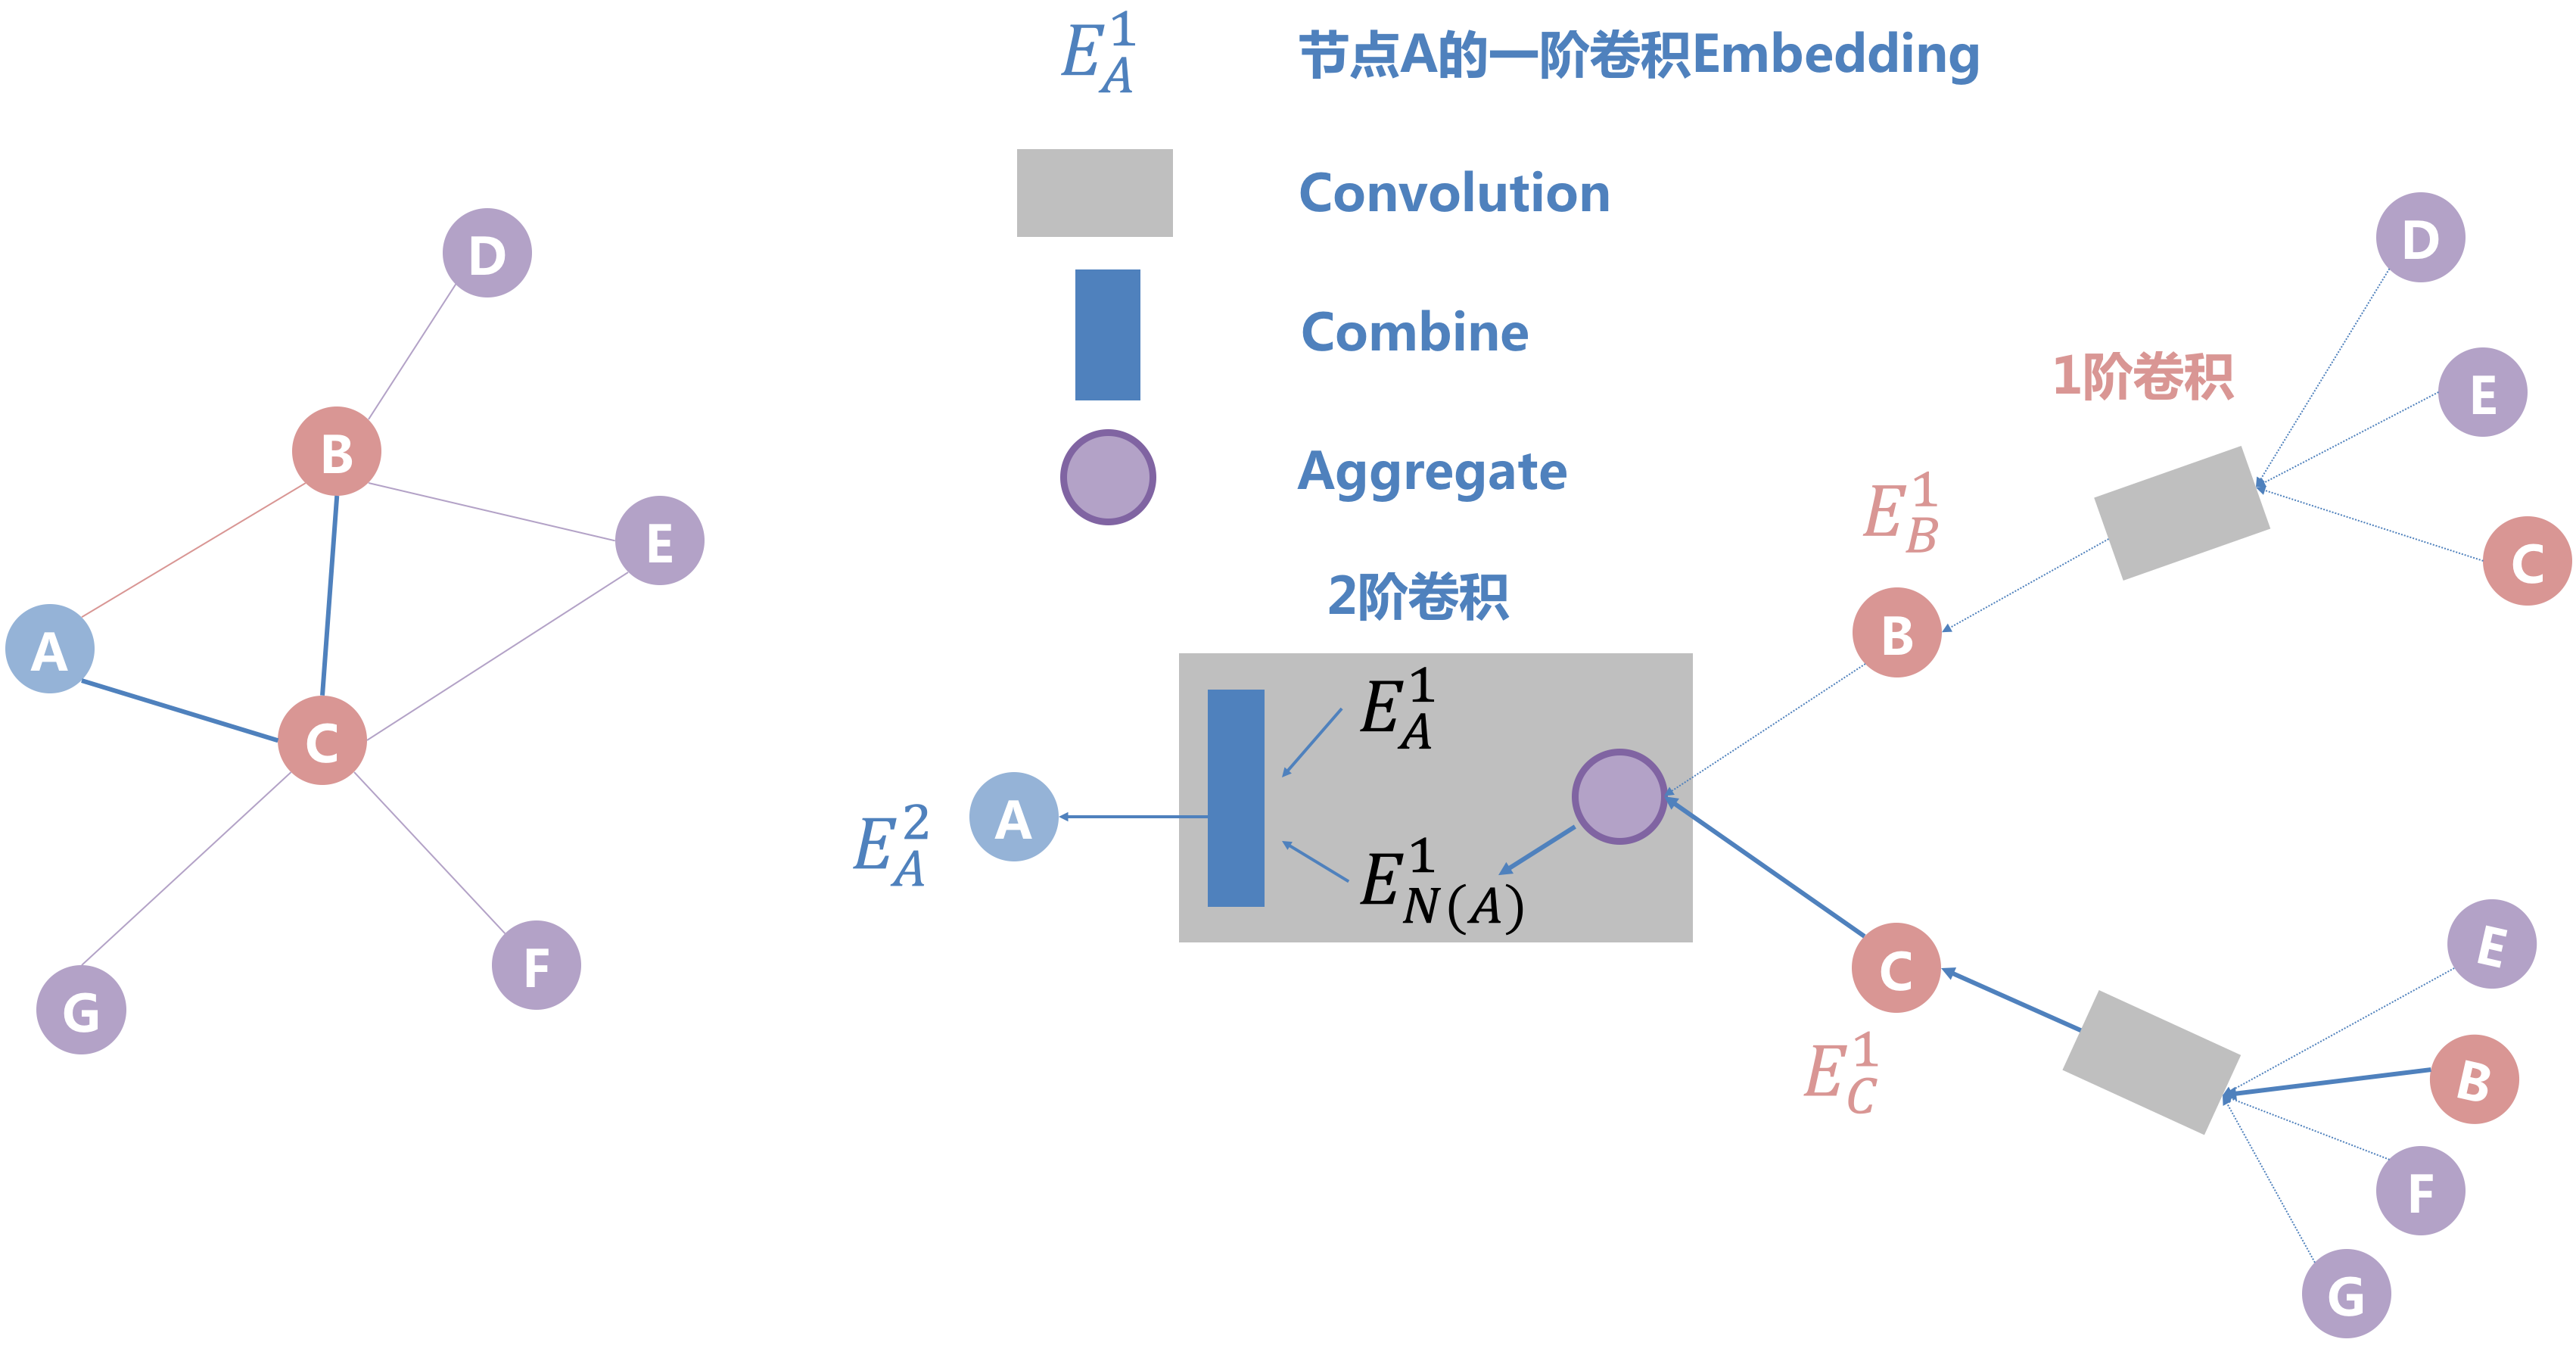 D
B
E
A
C
F
G
E_A^1 节点A的一阶卷积Embedding
Convolution
Combine
Aggregate
2阶卷积
E_A^1
E_{N(A)}^1
A
E_A^2
1阶卷积
D
E
C
E_B^1
B
C
E_C^1
E
B
F
G